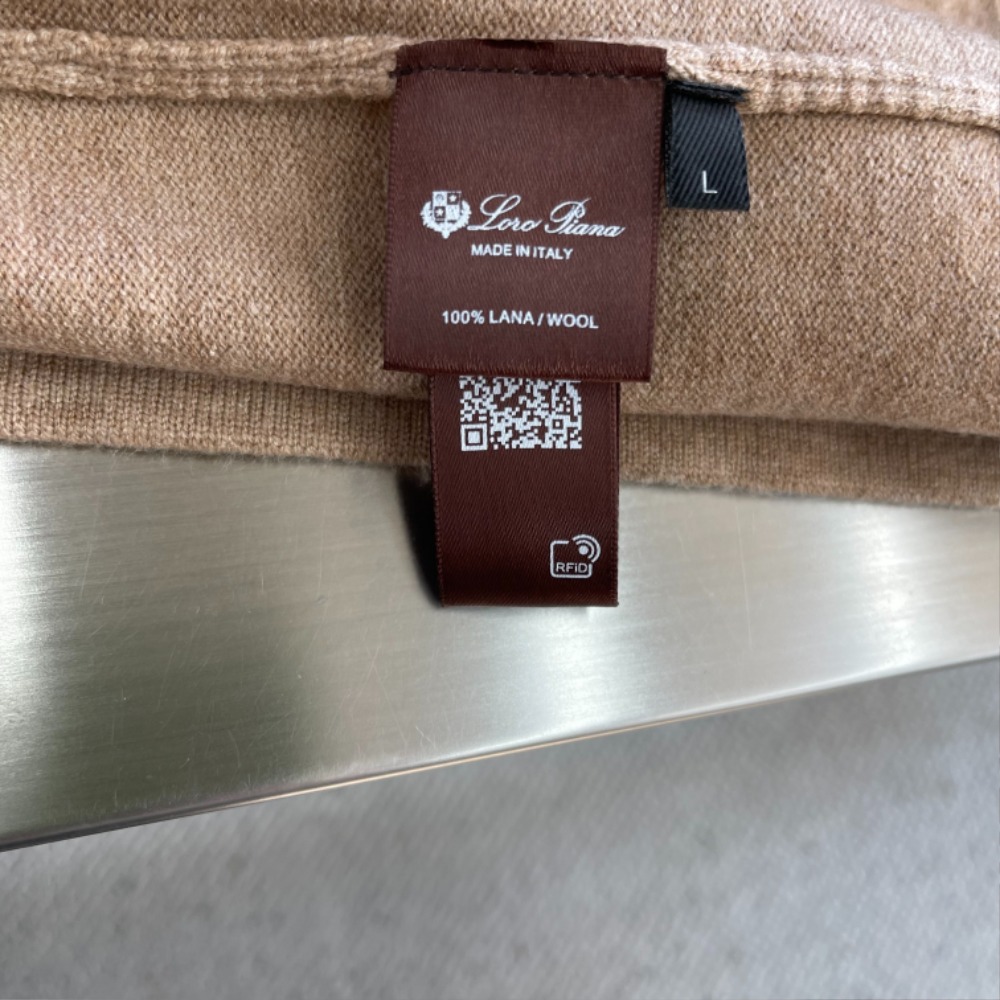 Loro Piana
MADE IN ITALY
100% LANA / WOOL
L
RFiD